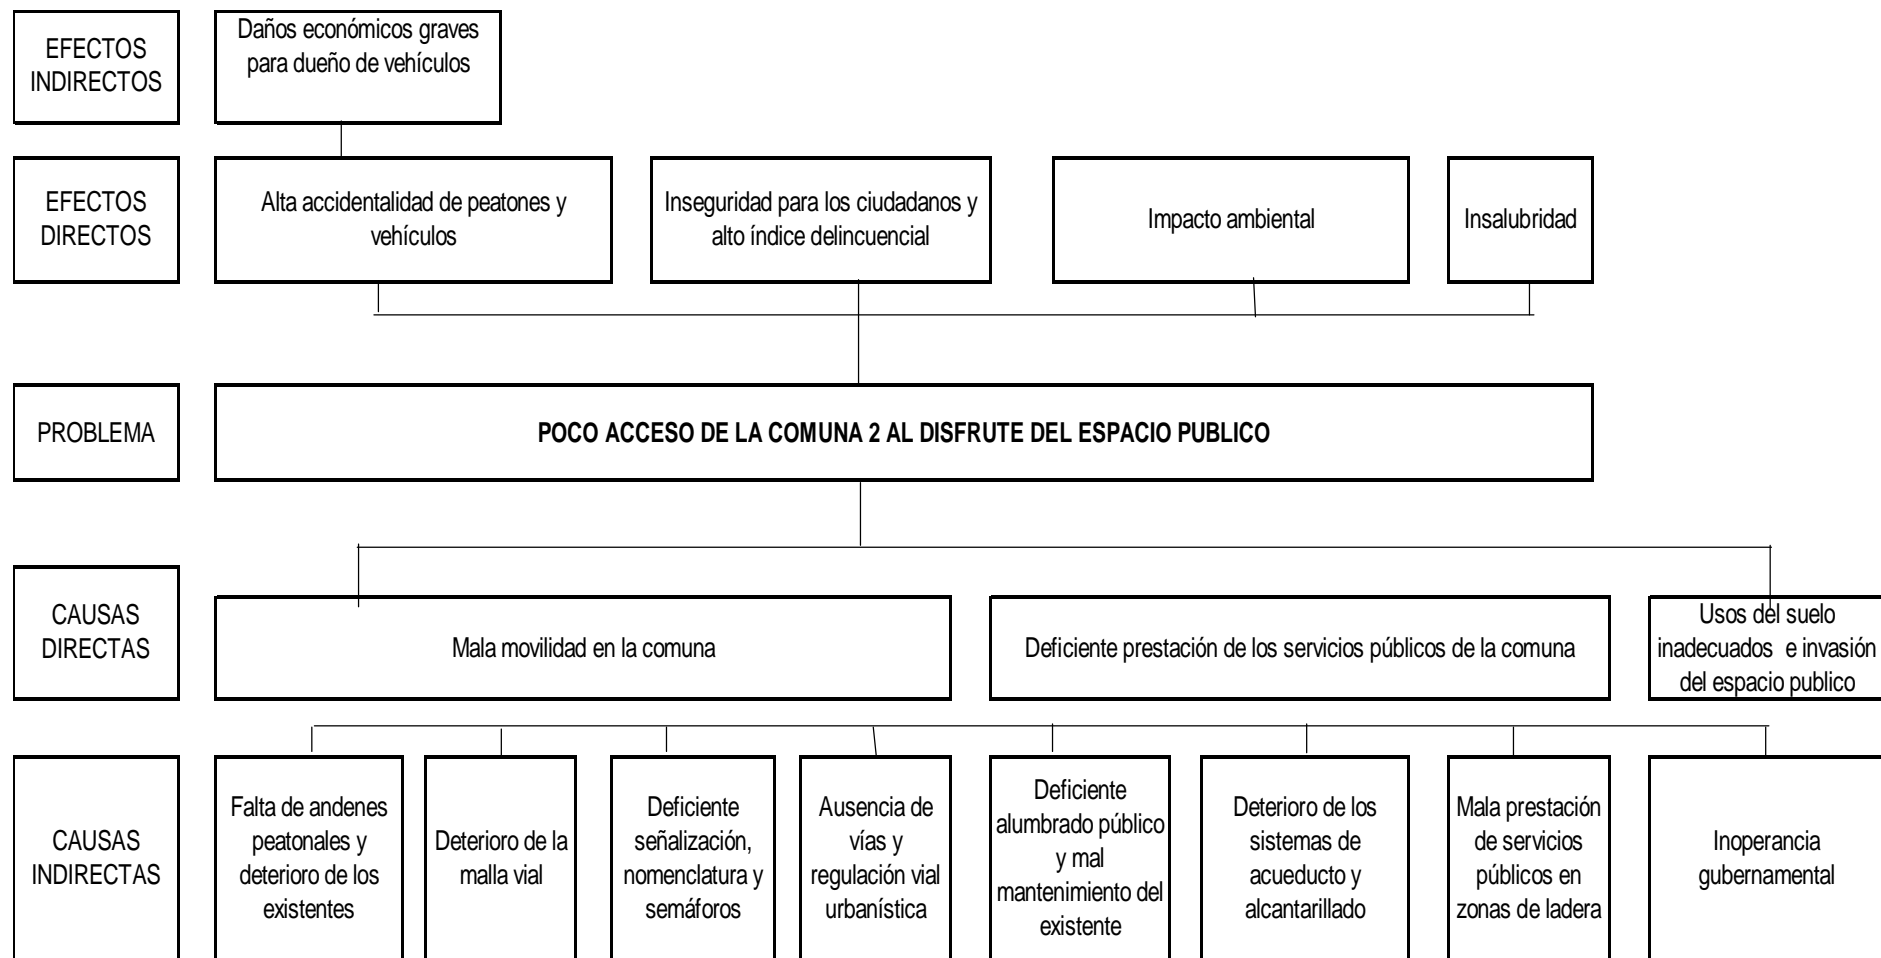 EFECTOS
INDIRECTOS
Daños económicos graves
para dueño de vehículos
EFECTOS
DIRECTOS
Alta accidentalidad de peatones y
vehículos
Inseguridad para los ciudadanos y
alto índice delincuencial
Impacto ambiental
Insalubridad
PROBLEMA
POCO ACCESO DE LA COMUNA 2 AL DISFRUTE DEL ESPACIO PUBLICO
CAUSAS
DIRECTAS
Mala movilidad en la comuna
Deficiente prestación de los servicios públicos de la comuna
Usos del suelo
inadecuados e invasión
del espacio publico
CAUSAS
INDIRECTAS
Falta de andenes
peatonales y
deterioro de los
existentes
Deterioro de la
malla vial
Deficiente
señalización,
nomenclatura y
semáforos
Ausencia de
vías y
regulación vial
urbanística
Deficiente
alumbrado público
y mal
mantenimiento del
existente
Deterioro de los
sistemas de
acueducto y
alcantarillado
Mala prestación
de servicios
públicos en
zonas de ladera
Inoperancia
gubernamental